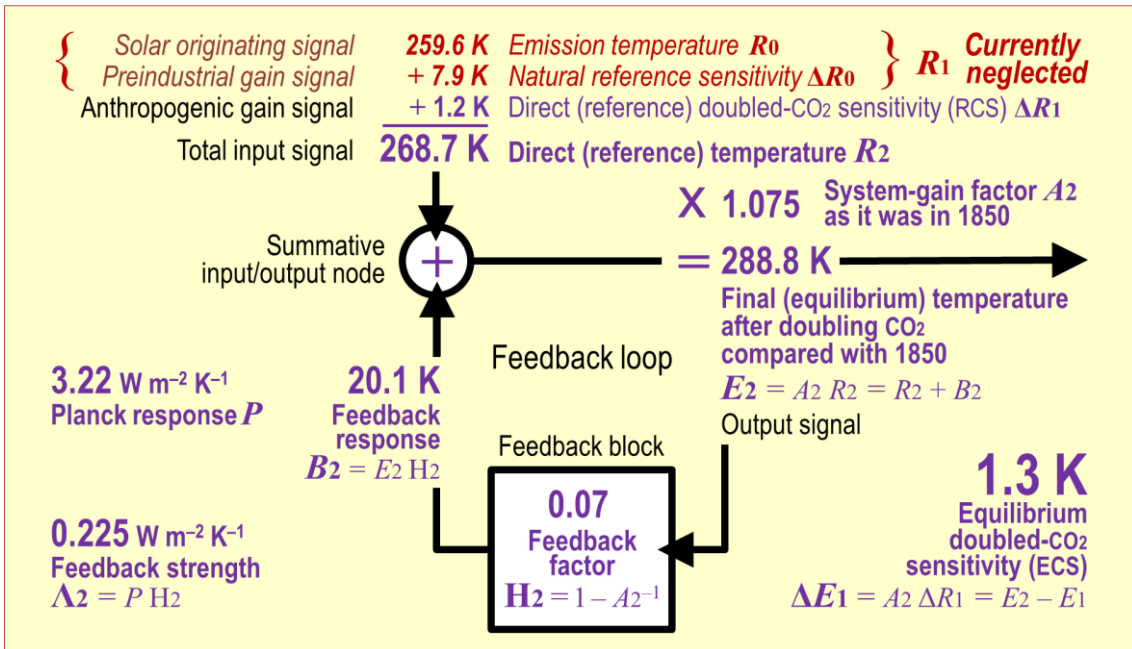 Solar originating signal 259.6 K Emission temperature R0
Preindustrial gain signal + 7.9 K Natural reference sensitivity ΔR0
} R1 Currently neglected
Anthropogenic gain signal + 1.2 K Direct (reference) doubled-CO2 sensitivity (RCS) ΔR1
Total input signal 268.7 K Direct (reference) temperature R2
X 1.075 System-gain factor A2
as it was in 1850
Summative
input/output node
+
= 288.8 K
Final (equilibrium) temperature
after doubling CO2
compared with 1850
E2 = A2 R2 = R2 + B2
Output signal
Feedback loop
3.22 W m–2 K–1
Planck response P
20.1 K
Feedback
response
B2 = E2 H2
Feedback block
0.07
Feedback
factor
H2 = 1 – A2–1
0.225 W m–2 K–1
Feedback strength
Λ2 = P H2
1.3 K
Equilibrium
doubled-CO2
sensitivity (ECS)
ΔE1 = A2 ΔR1 = E2 – E1